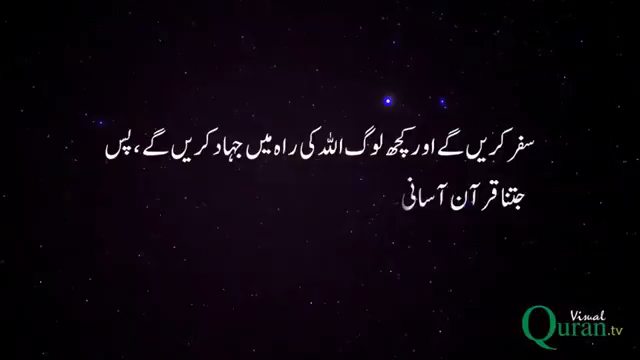 سفر کریں گے اور کچھ لوگ اللہ کی راہ میں جہاد کریں گے ، پس
جتنا قرآن آسانی
Visual
Quran.tv